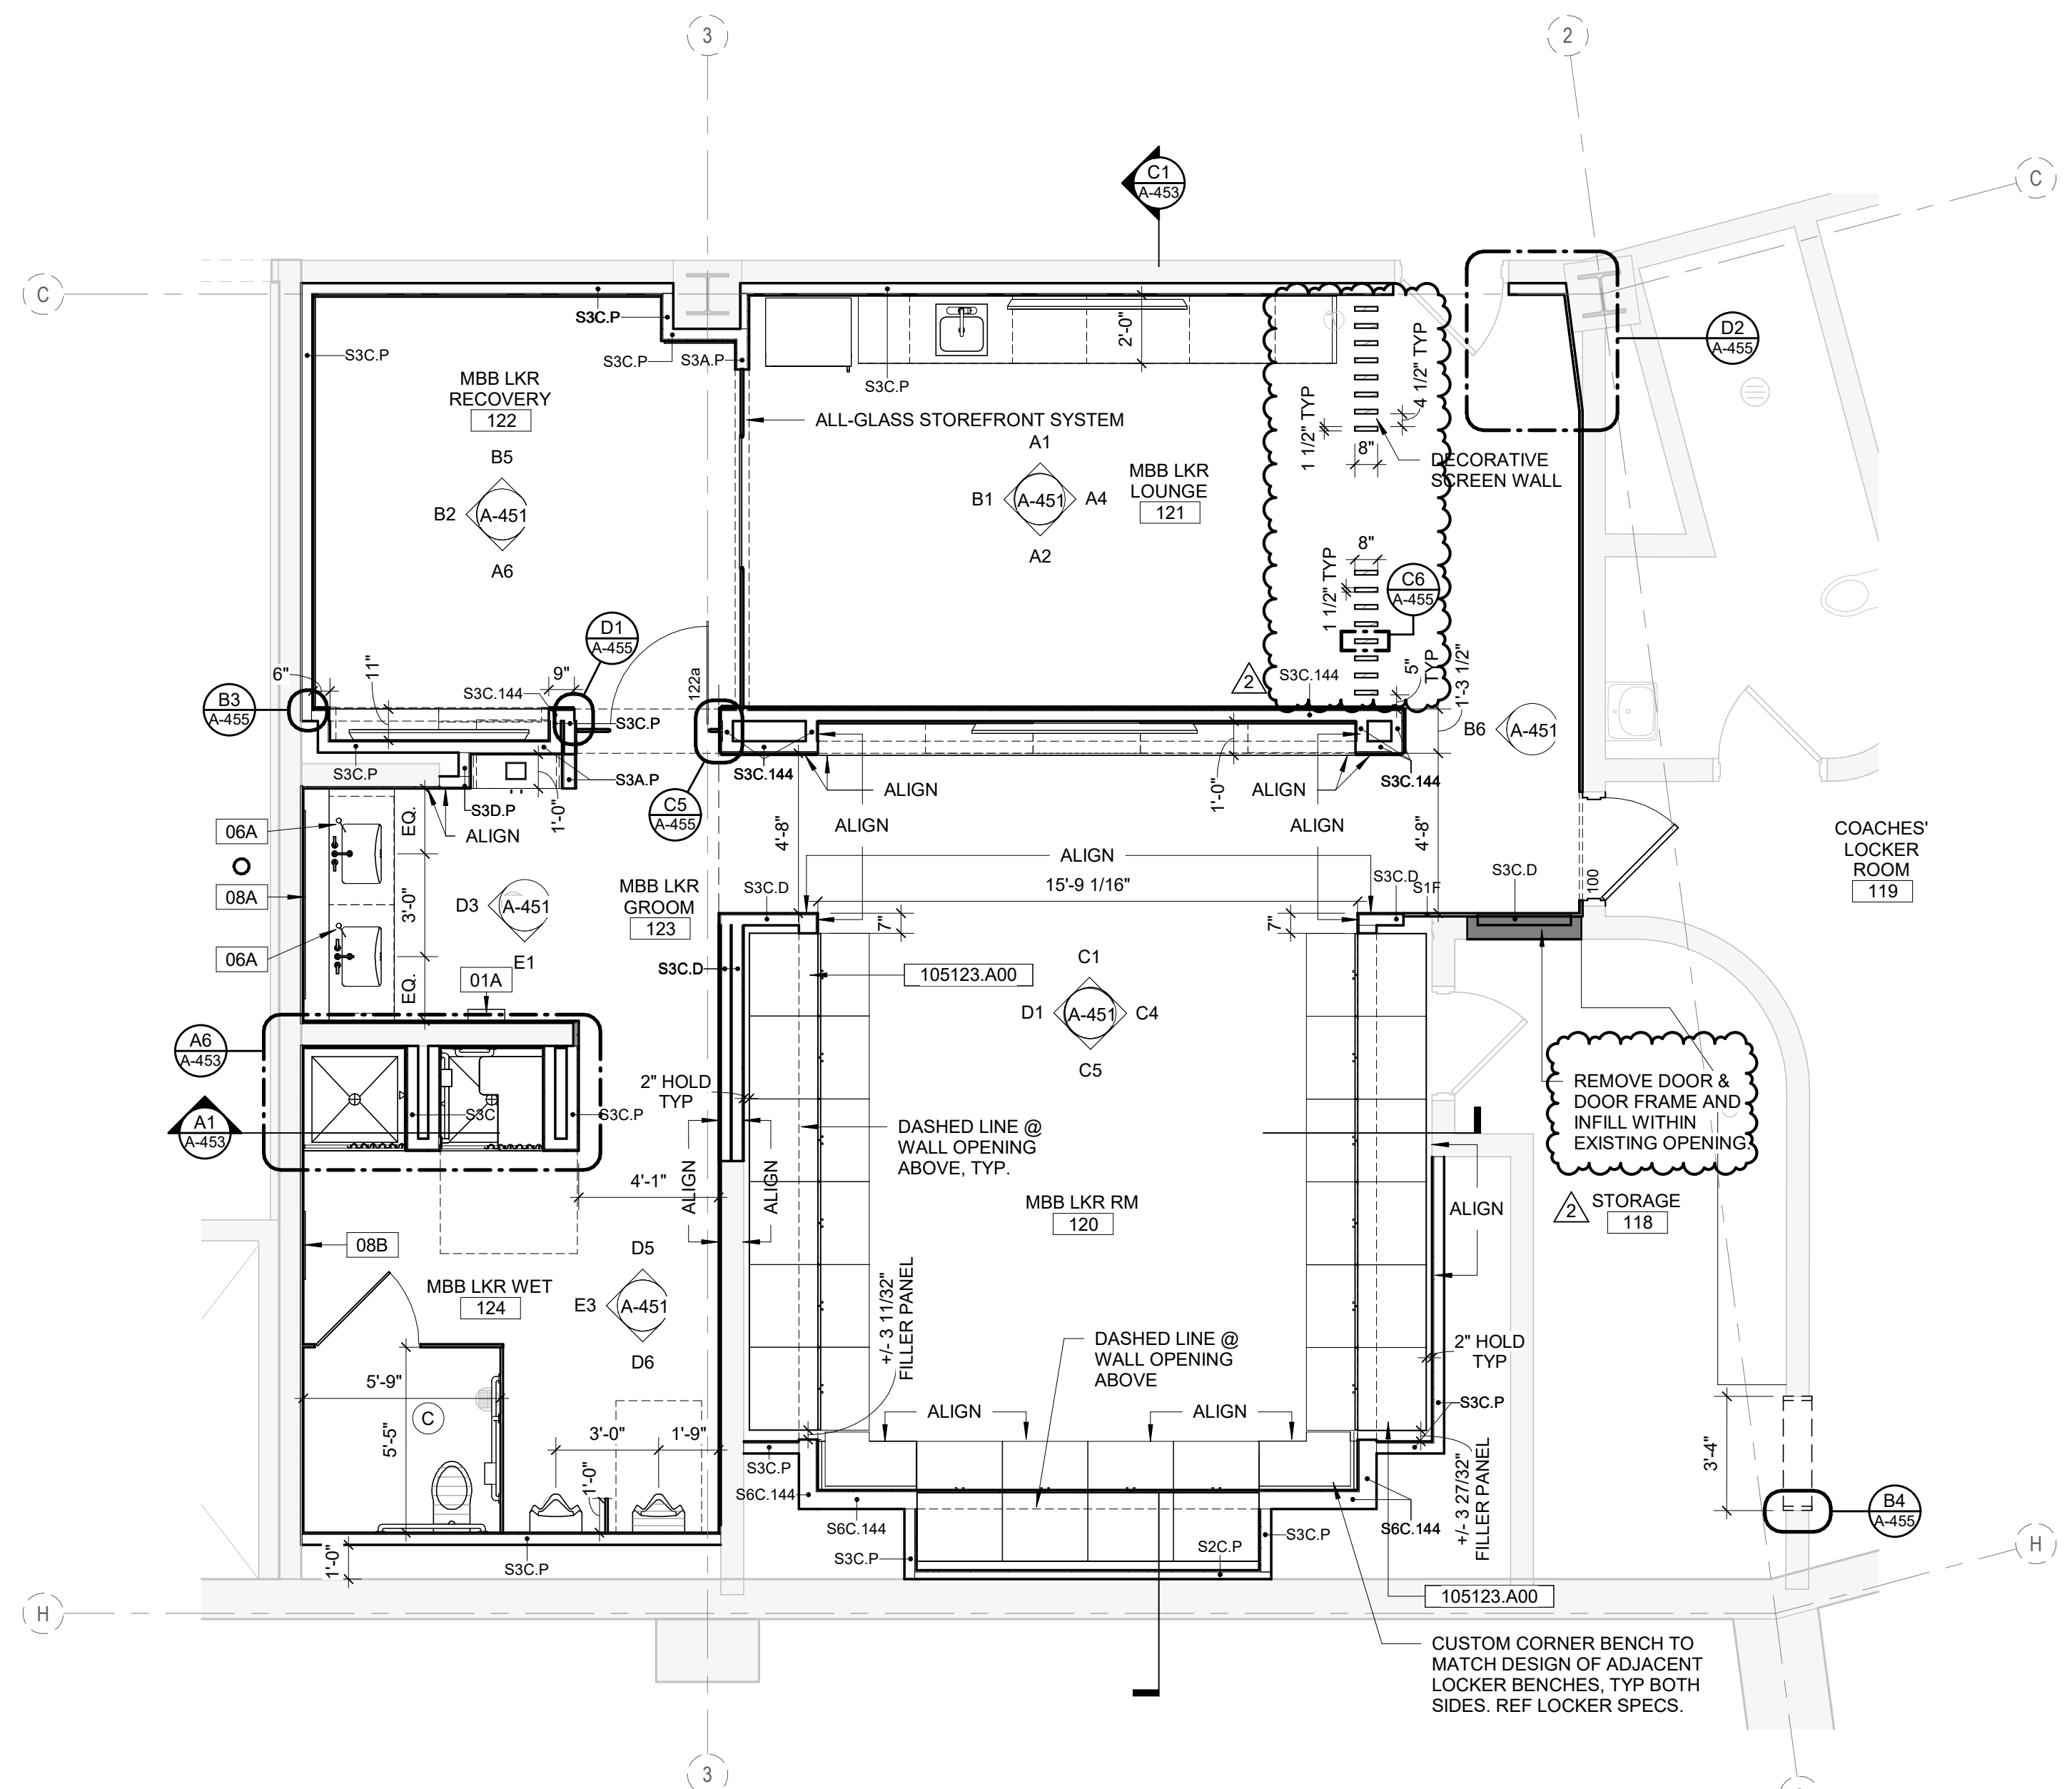 3
2
C
C
C1
A-453
D2
A-455
S3C.P
S3C.P
S3C.P
S3A.P
S3C.P
2'-0"
MBB LKR
RECOVERY
122
ALL-GLASS STOREFRONT SYSTEM
B5
B2
A-451
A6
A1
B1
A-451
A4
A2
MBB LKR
LOUNGE
121
1 1/2" TYP
4 1/2" TYP
8"
DECORATIVE
SCREEN WALL
8"
1 1/2" TYP
C6
A-455
5"
TYP
1'-3 1/2"
2
S3C.144
D1
A-455
B3
A-455
6"
11"
9"
S3C.144
S3C.P
122a
B6
A-451
S3C.P
S3A.P
S3D.P
1'-0"
C5
A-455
S3C.144
ALIGN
ALIGN
1'-0"
ALIGN
ALIGN
S3C.144
4'-8"
4'-8"
06A
08A
06A
EQ.
3'-0"
EQ.
ALIGN
D3
A-451
E1
01A
MBB LKR
GROOM
123
S3C.D
ALIGN
15'-9 1/16"
S3C.D
S1F
S3C.D
100
COACHES'
LOCKER
ROOM
119
7"
7"
S3C.D
105123.A00
C1
D1
A-451
C4
C5
A6
A-453
A1
A-453
S3C
S3C.P
2" HOLD
TYP
ALIGN
ALIGN
4'-1"
DASHED LINE @
WALL OPENING
ABOVE, TYP.
MBB LKR RM
120
REMOVE DOOR &
DOOR FRAME AND
INFILL WITHIN
EXISTING OPENING.
2
STORAGE
118
ALIGN
08B
MBB LKR WET
124
D5
E3
A-451
D6
+/- 3 11/32"
FILLER PANEL
DASHED LINE @
WALL OPENING
ABOVE
2" HOLD
TYP
S3C.P
5'-9"
C
5'-5"
3'-0"
1'-9"
1'-0"
ALIGN
ALIGN
S3C.P
S6C.144
S6C.144
S3C.P
S3C.P
S2C.P
S6C.144
+/- 3 27/32"
FILLER PANEL
3'-4"
B4
A-455
1'-0"
S3C.P
105123.A00
H
H
CUSTOM CORNER BENCH TO
MATCH DESIGN OF ADJACENT
LOCKER BENCHES, TYP BOTH
SIDES. REF LOCKER SPECS.
3